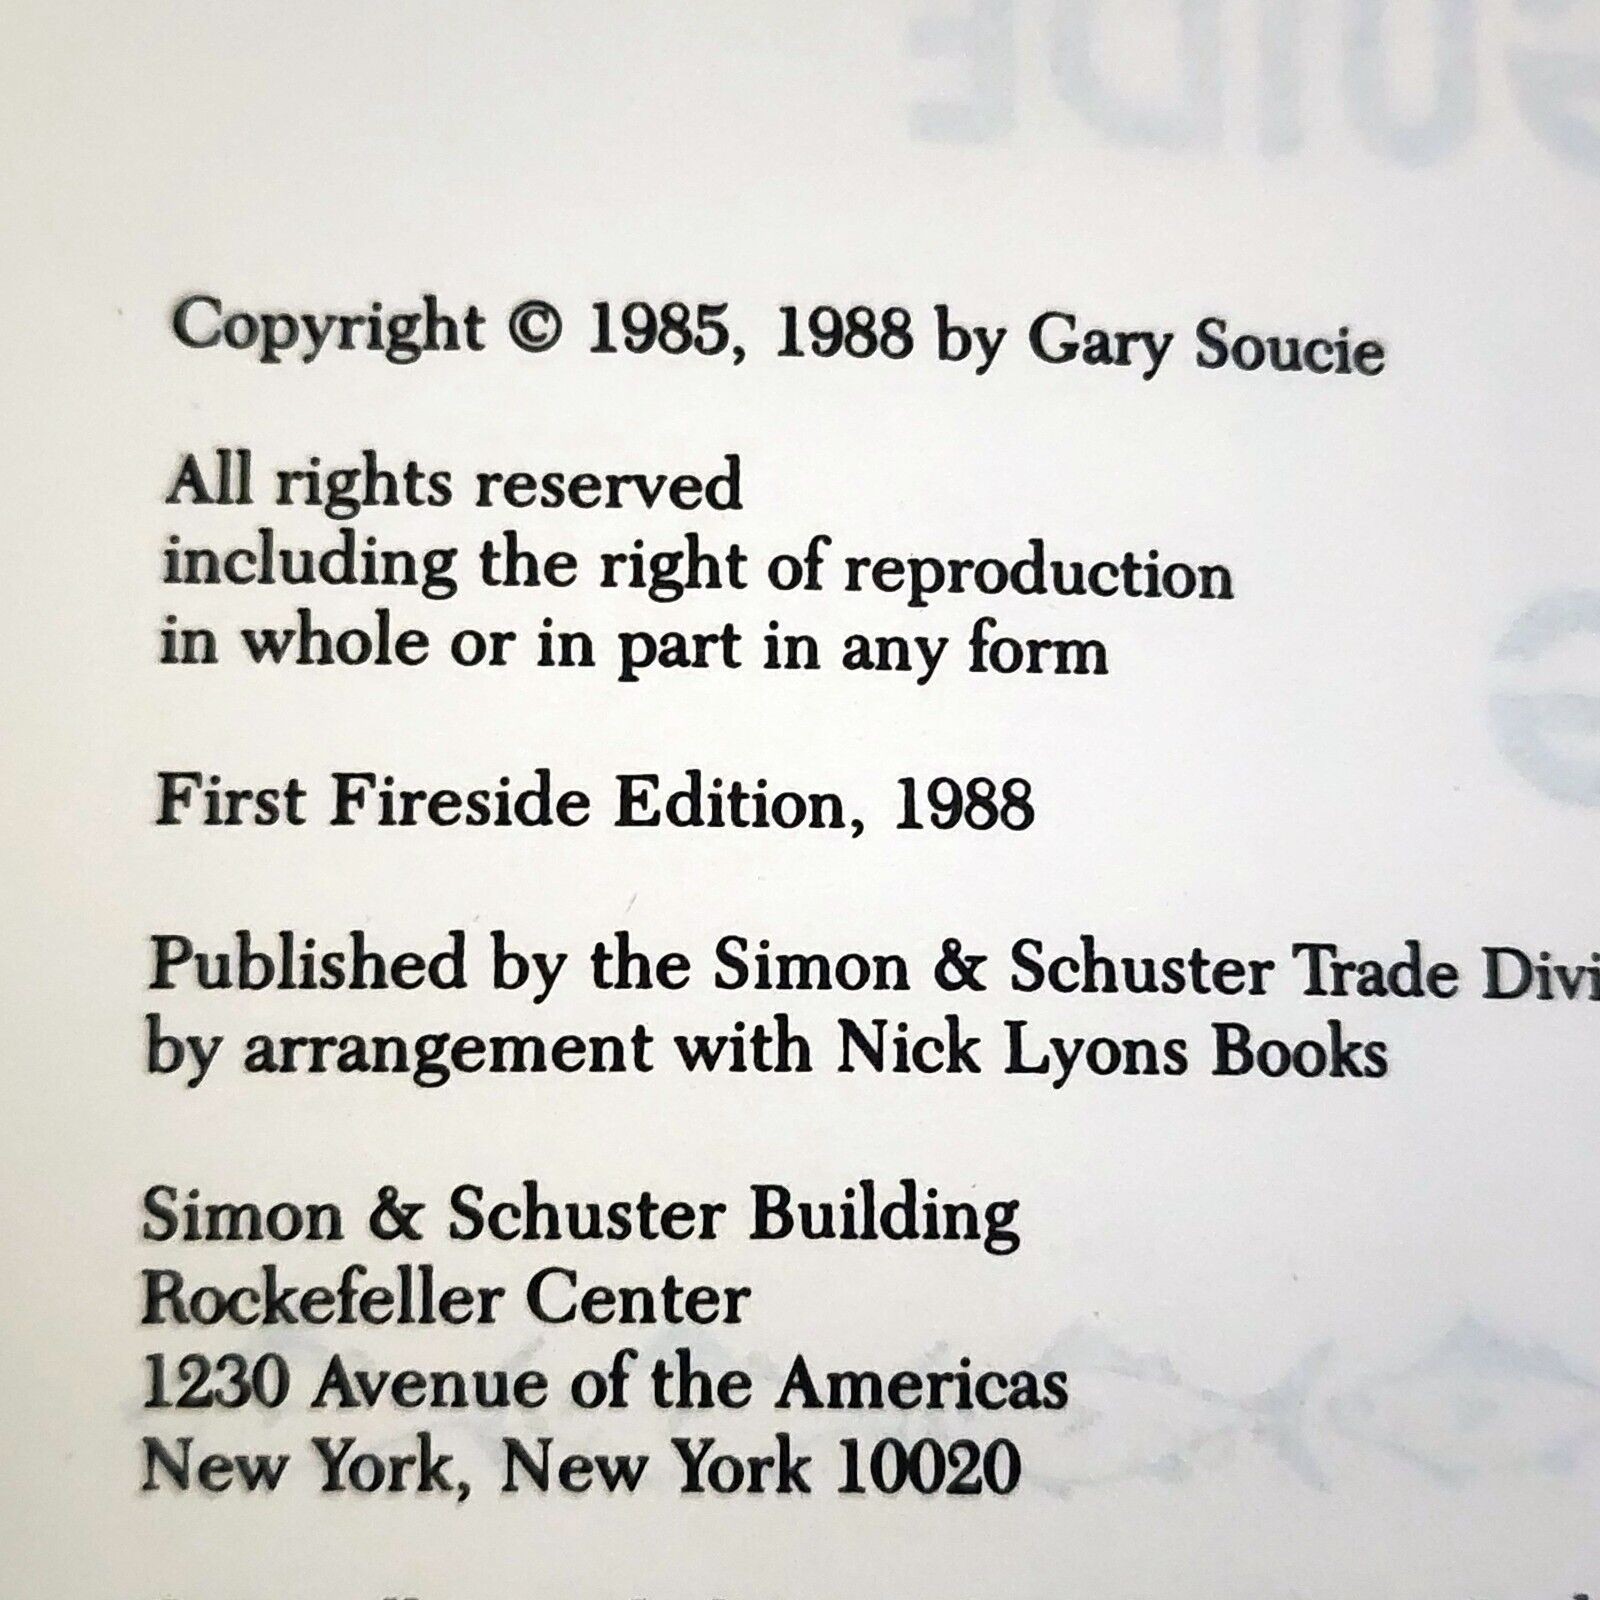 Copyright © 1985, 1988 by Gary Soucie
All rights reserved
including the right of reproduction
in whole or in part in any form
First Fireside Edition, 1988
Published by the Simon & Schuster Trade Divi
by arrangement with Nick Lyons Books
Simon & Schuster Building
Rockefeller Center
1230 Avenue of the Americas
New York, New York 10020